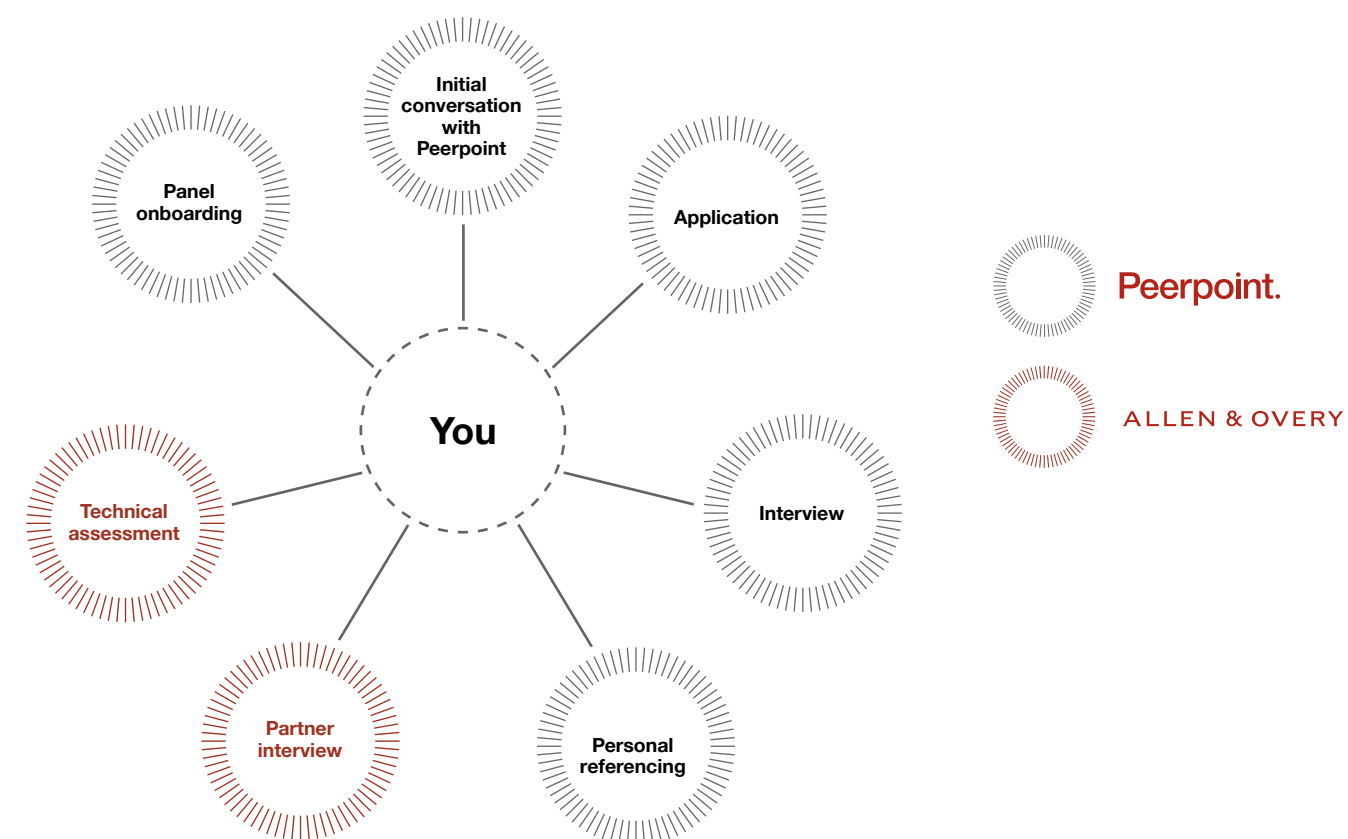 Initial
conversation
with
Peerpoint
Application
Interview
Personal
referencing
Partner
interview
Technical
assessment
Panel
onboarding
You
Peerpoint.
ALLEN & OVERY